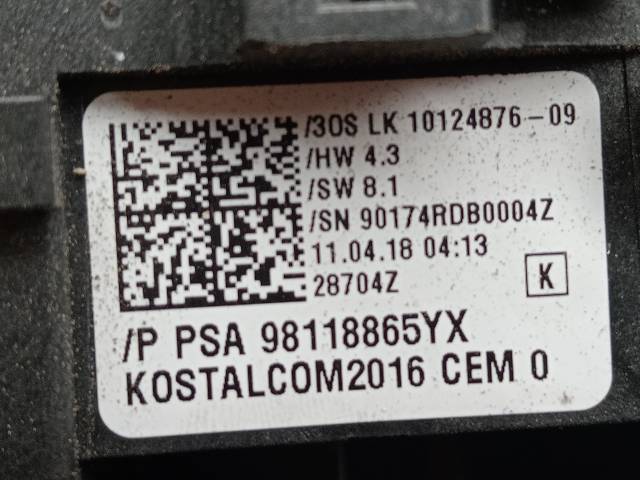 /30S LK 10124876-09
/HW 4.3
/SW 8.1
/SN 90174RDB0004Z
11.04.18 04:13
28704Z
K
/P PSA 98118865YX
KOSTALCOM2016 CEM 0